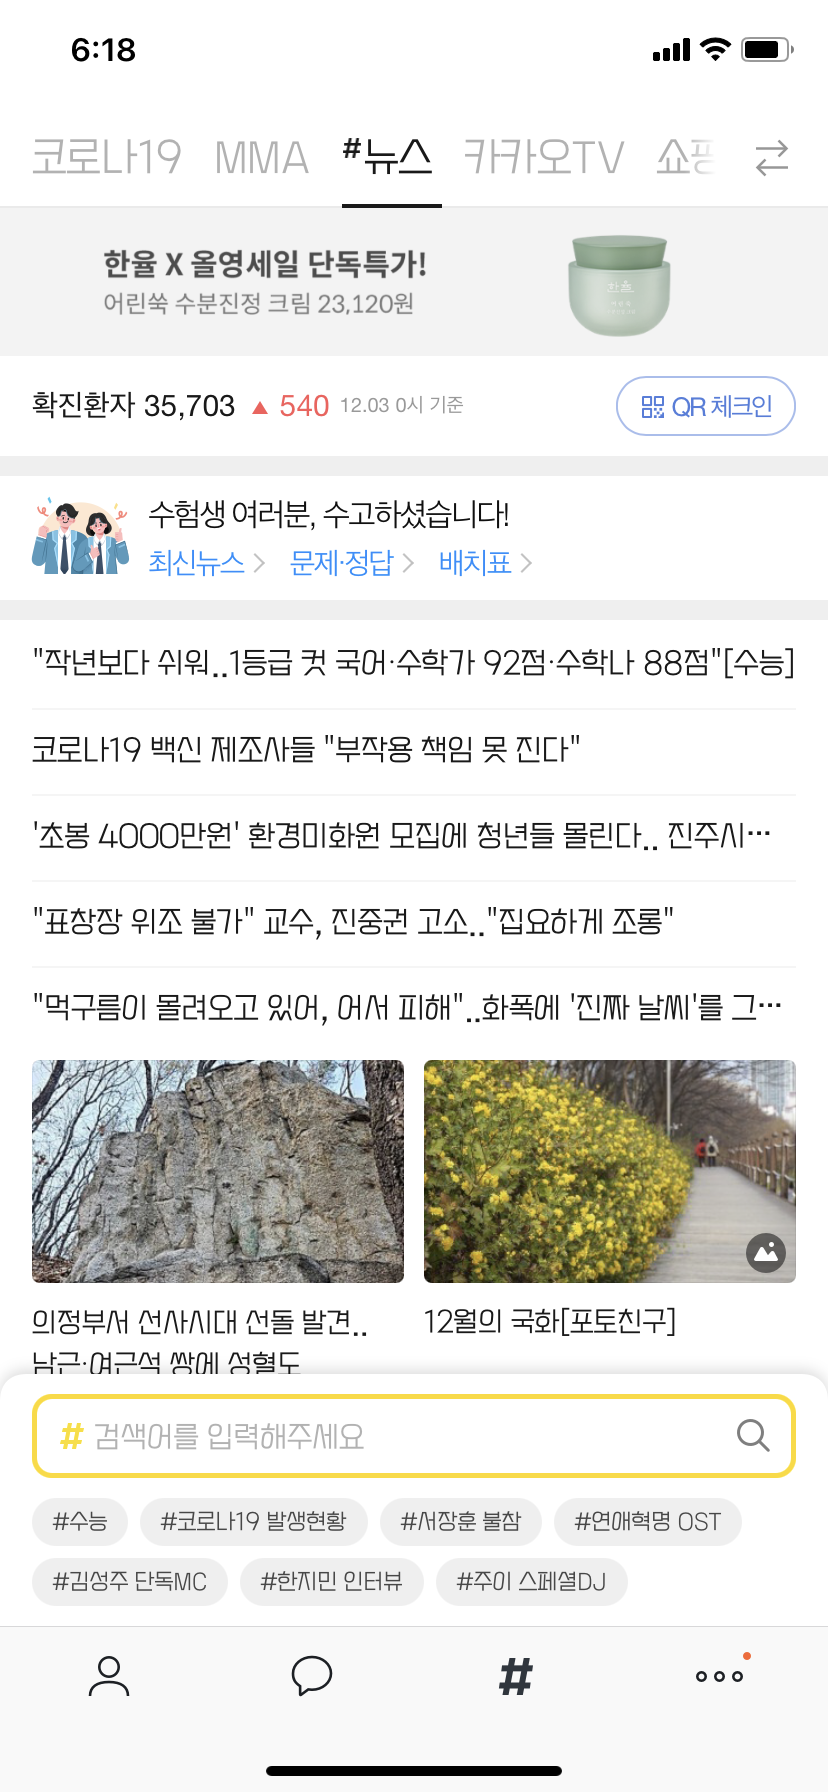 6:18
코로나19 MMA #뉴스 카카오TV 쇼핑
한율 X 올영세일 단독특가!
어린쑥 수분진정 크림 23,120원
한율
확진환자 35,703 ▲ 540 12.03 0시 기준
QR 체크인
수험생 여러분, 수고하셨습니다!
최신뉴스 > 문제·정답 > 배치표 >
"작년보다 쉬워..1등급 컷 국어·수학가 92점·수학나 88점"[수능]
코로나19 백신 제조사들 "부작용 책임 못 진다"
'초봉 4000만원' 환경미화원 모집에 청년들 몰린다.. 진주시…
"표창장 위조 불가" 교수, 진중권 고소.."집요하게 조롱"
"먹구름이 몰려오고 있어, 어서 피해"..화폭에 '진짜 날씨'를 그…
의정부서 선사시대 선돌 발견..
남근·여근석 쌍에 성혈도
12월의 국화[포토친구]
# 검색어를 입력해주세요
#수능 #코로나19 발생현황 #서장훈 불참 #연애혁명 OST
#김성주 단독MC #한지민 인터뷰 #주이 스페셜DJ
#